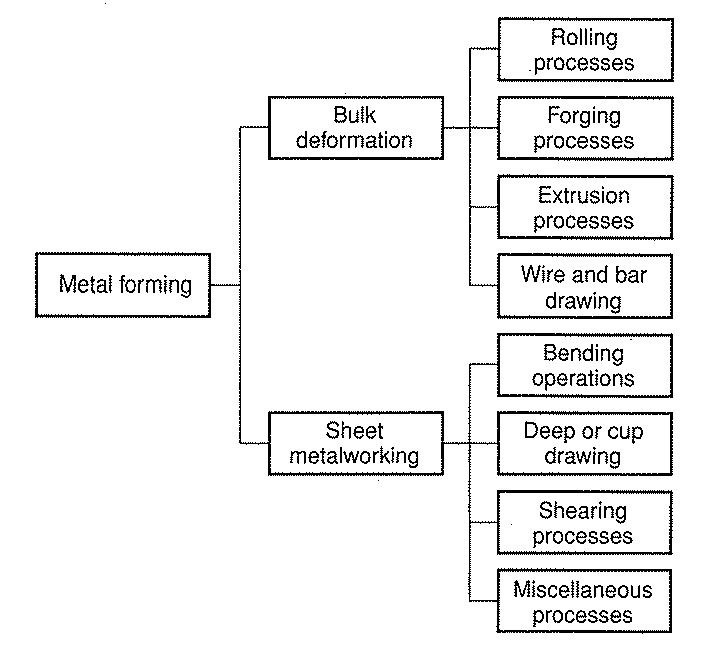 Rolling
processes
Bulk
deformation
Forging
processes
Extrusion
processes
Metal forming
Wire and bar
drawing
Bending
operations
Sheet
metalworking
Deep or cup
drawing
Shearing
processes
Miscellaneous
processes